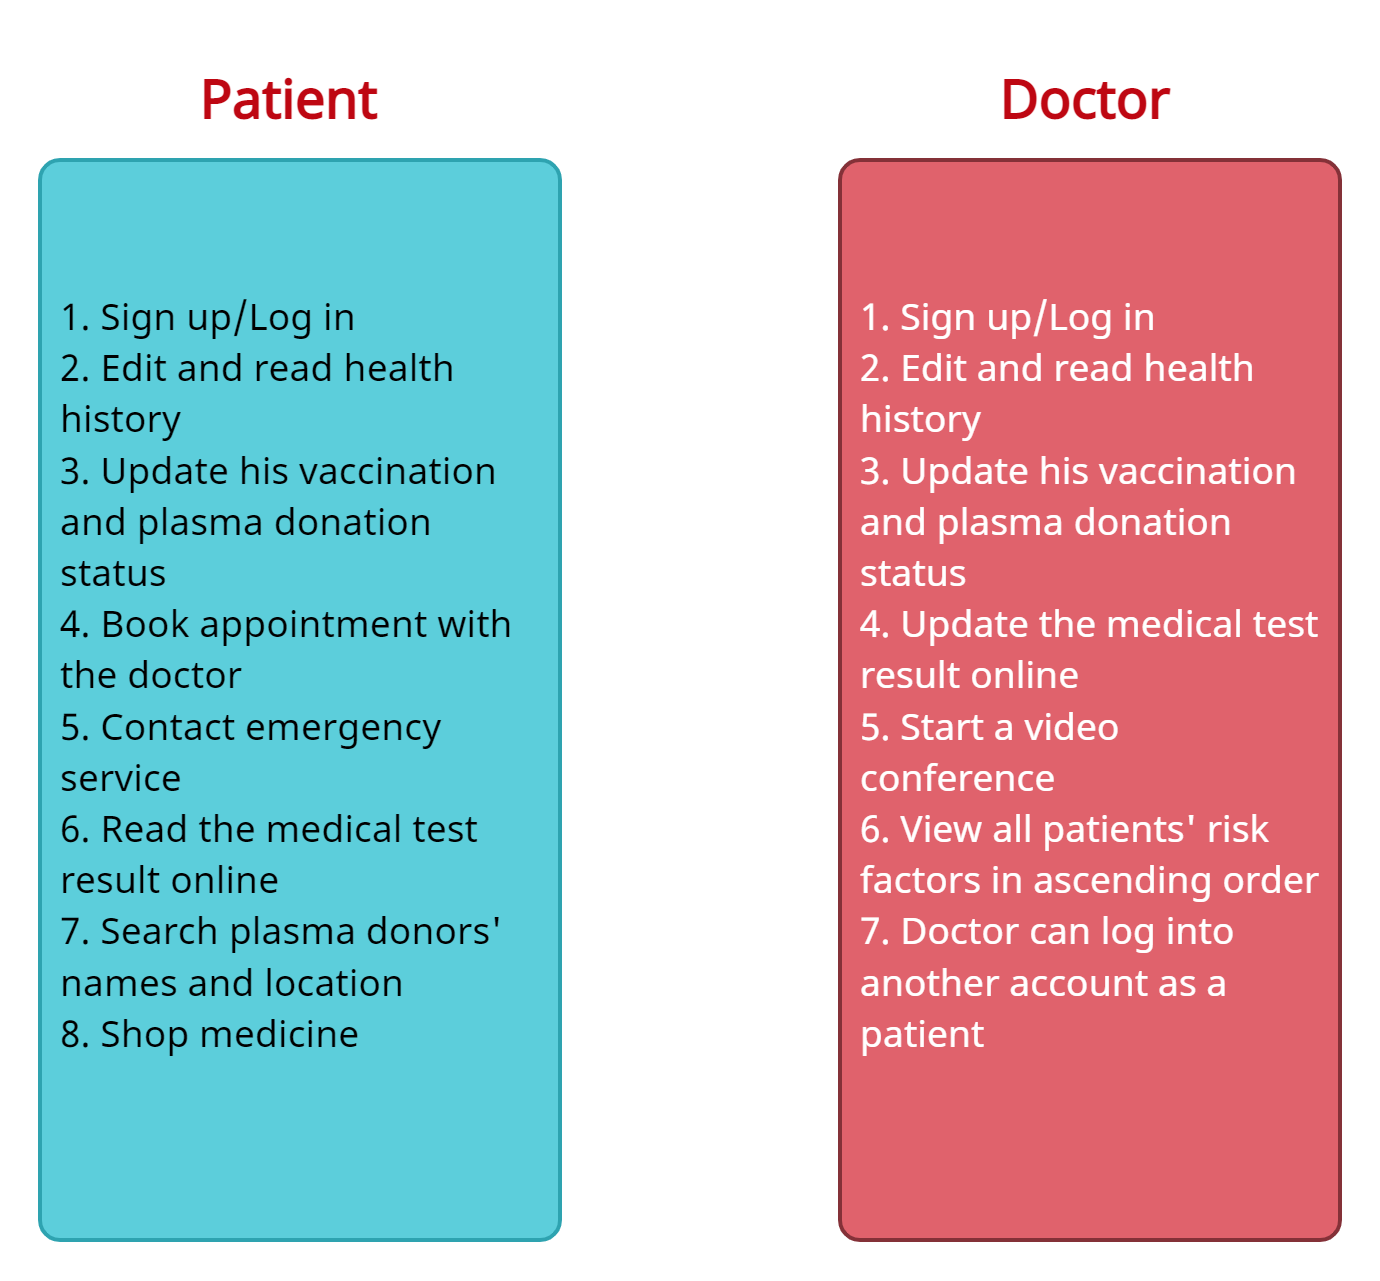 Patient
1. Sign up/Log in
2. Edit and read health
history
3. Update his vaccination
and plasma donation
status
4. Book appointment with
the doctor
5. Contact emergency
service
6. Read the medical test
result online
7. Search plasma donors'
names and location
8. Shop medicine
Doctor
1. Sign up/Log in
2. Edit and read health
history
3. Update his vaccination
and plasma donation
status
4. Update the medical test
result online
5. Start a video
conference
6. View all patients' risk
factors in ascending order
7. Doctor can log into
another account as a
patient